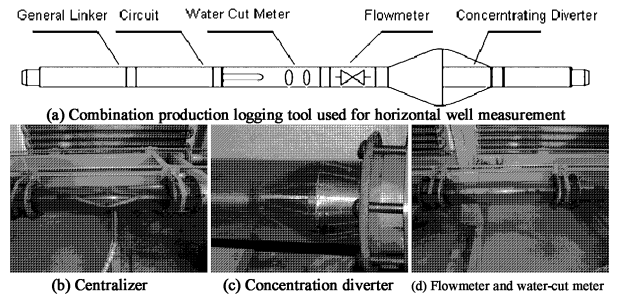 General Linker Circuit Water Cut Meter Flowmeter Concerntrating Diverter
(a) Combination production logging tool used for horizontal well measurement
(b) Centralizer (c) Concentration diverter (d) Flowmeter and water-cut meter